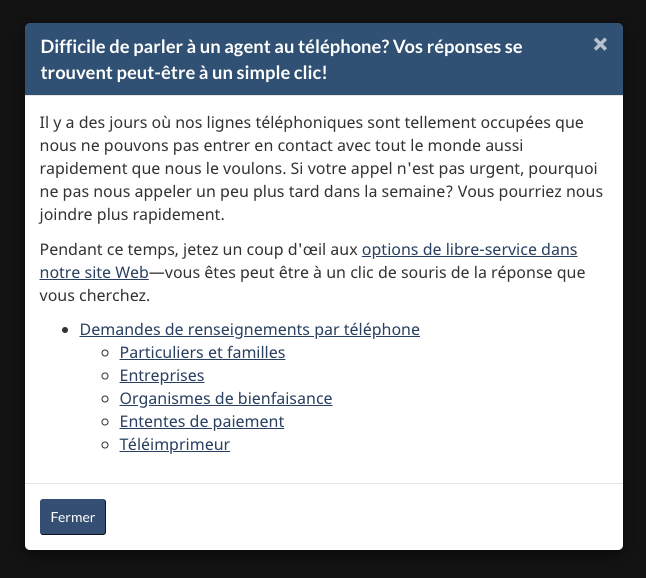 Difficile de parler à un agent au téléphone? Vos réponses se
trouvent peut-être à un simple clic!
×
Il y a des jours où nos lignes téléphoniques sont tellement occupées que
nous ne pouvons pas entrer en contact avec tout le monde aussi
rapidement que nous le voulons. Si votre appel n'est pas urgent, pourquoi
ne pas nous appeler un peu plus tard dans la semaine? Vous pourriez nous
joindre plus rapidement.
Pendant ce temps, jetez un coup d'œil aux options de libre-service dans
notre site Web—vous êtes peut être à un clic de souris de la réponse que
vous cherchez.
• Demandes de renseignements par téléphone
○ Particuliers et familles
○ Entreprises
○ Organismes de bienfaisance
○ Ententes de paiement
○ Téléimprimeur
Fermer